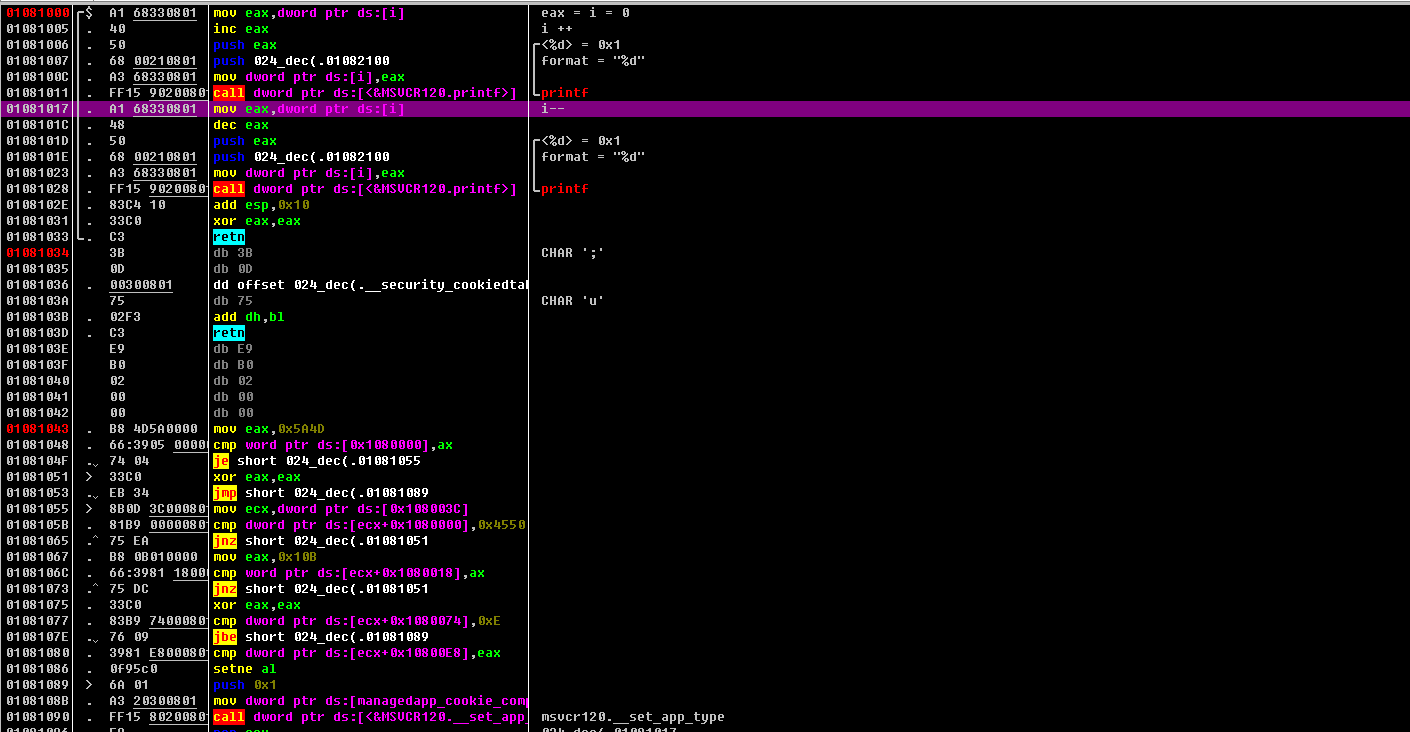 01081000 $ A1 68330801 mov eax,dword ptr ds:[i] eax = i = 0
01081005 . 40 inc eax i ++
01081006 . 50 push eax <%d> = 0x1
01081007 . 68 00210801 push 024_dec(.01082100 format = "%d"
0108100C . A3 68330801 mov dword ptr ds:[i],eax
01081011 . FF15 9020080 call dword ptr ds:[<&MSVCR120.printf>] printf
01081017 . A1 68330801 mov eax,dword ptr ds:[i] i--
0108101C . 48 dec eax
0108101D . 50 push eax <%d> = 0x1
0108101E . 68 00210801 push 024_dec(.01082100 format = "%d"
01081023 . A3 68330801 mov dword ptr ds:[i],eax
01081028 . FF15 9020080 call dword ptr ds:[<&MSVCR120.printf>] printf
0108102E . 83C4 10 add esp,0x10
01081031 . 33C0 xor eax,eax
01081033 . C3 retn
01081034 3B db 3B CHAR ';'
01081035 0D db 0D
01081036 . 00300801 dd offset 024_dec(.__security_cookiedta
0108103A 75 db 75 CHAR 'u'
0108103B . 02F3 add dh,bl
0108103D . C3 retn
0108103E E9 db E9
0108103F B0 db B0
01081040 02 db 02
01081041 00 db 00
01081042 00 db 00
01081043 . B8 4D5A0000 mov eax,0x5A4D
01081048 . 66:3905 0000 cmp word ptr ds:[0x1080000],ax
0108104F . 74 04 je short 024_dec(.01081055
01081051 > 33C0 xor eax,eax
01081053 . EB 34 jmp short 024_dec(.01081089
01081055 > 8B0D 3C00080 mov ecx,dword ptr ds:[0x108003C]
0108105B . 81B9 0000080 cmp dword ptr ds:[ecx+0x1080000],0x4550
01081065 .^ 75 EA jnz short 024_dec(.01081051
01081067 . B8 0B010000 mov eax,0x10B
0108106C . 66:3981 1800 cmp word ptr ds:[ecx+0x1080018],ax
01081073 .^ 75 DC jnz short 024_dec(.01081051
01081075 . 33C0 xor eax,eax
01081077 . 83B9 7400080 cmp dword ptr ds:[ecx+0x1080074],0xE
0108107E . 76 09 jbe short 024_dec(.01081089
01081080 . 3981 E800080 cmp dword ptr ds:[ecx+0x10800E8],eax
01081086 . 0f95c0 setne al
01081089 > 6A 01 push 0x1
0108108B . A3 20300801 mov dword ptr ds:[managedapp_cookie_com
01081090 . FF15 8020080 call dword ptr ds:[<&MSVCR120.__set_app_ msvcr120.__set_app_type